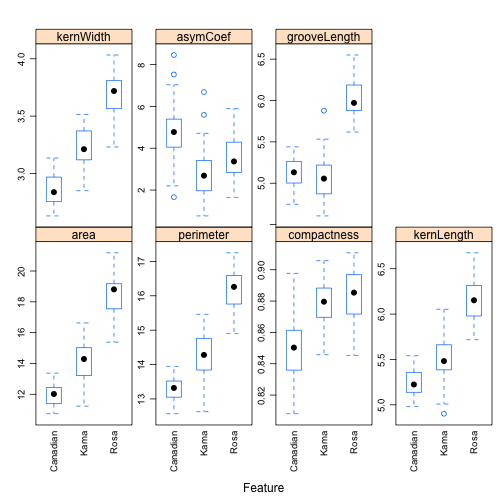 kernWidth
asymCoef
grooveLength
3.0
3.5
4.0
2
4
6
8
5.0
5.5
6.0
6.5
area
perimeter
compactness
kernLength
12
14
16
18
20
13
14
15
16
17
0.82
0.84
0.86
0.88
0.90
5.0
5.5
6.0
6.5
Canadian
Kama
Rosa
Canadian
Kama
Rosa
Canadian
Kama
Rosa
Canadian
Kama
Rosa
Feature